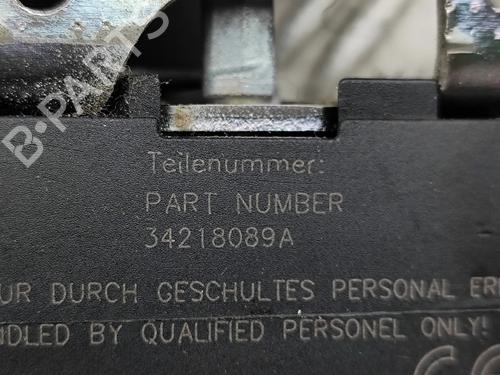 B-PARTS
Teilenummer:
PART NUMBER
34218089A
UR DURCH GESCHULTES PERSONAL ER
NDLED BY QUALIFIED PERSONEL ONLY!